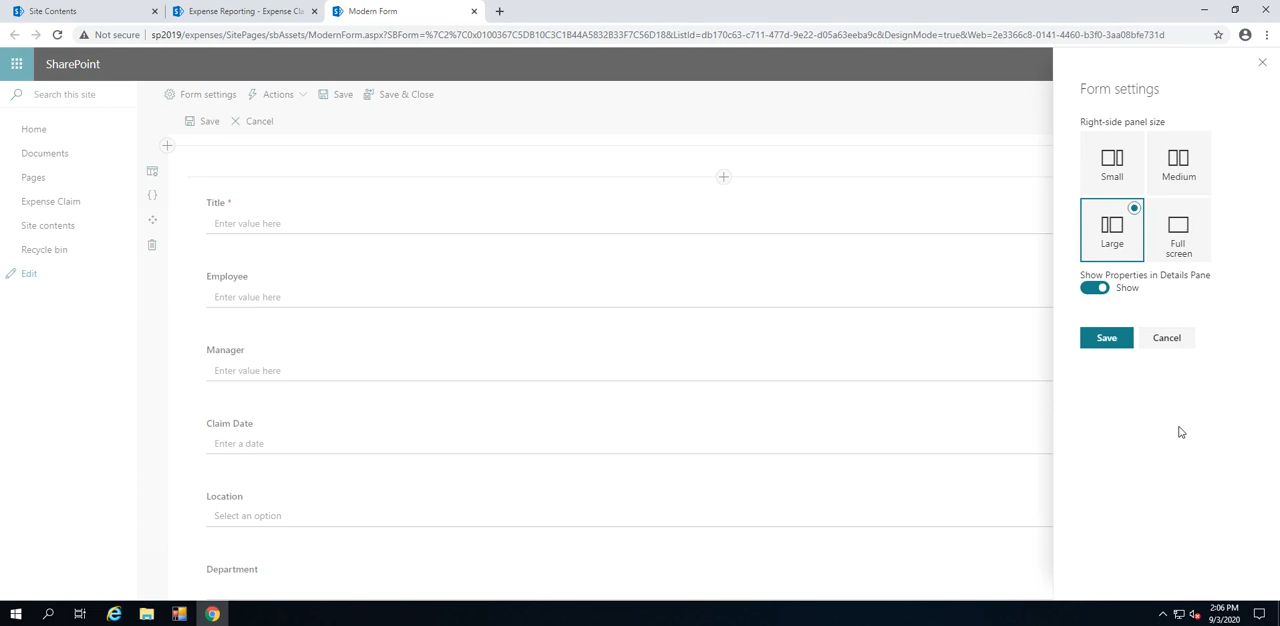 Site Contents
Expense Reporting - Expense Cla
Modern Form
Not secure
sp2019/expenses/SitePages/sbAssets/ModernForm.aspx?SBForm=%7C2%7C0x0100367C5DB10C3C1B44A5832B33F7C56D18&ListId=db170c63-c711-477d-9e22-d05a63eeba9c&DesignMode=true&Web=2e3366c8-0141-4460-b3f0-3aa08bfe731d
SharePoint
Search this site
Form settings
Actions
Save
Save & Close
Save
Cancel
Home
Documents
Pages
Expense Claim
Site contents
Recycle bin
Edit
Title *
Enter value here
Employee
Enter value here
Manager
Enter value here
Claim Date
Enter a date
Location
Select an option
Department
Form settings
Right-side panel size
Small
Medium
Large
Full
screen
Show Properties in Details Pane
Show
Save
Cancel
2:06 PM
9/3/2020